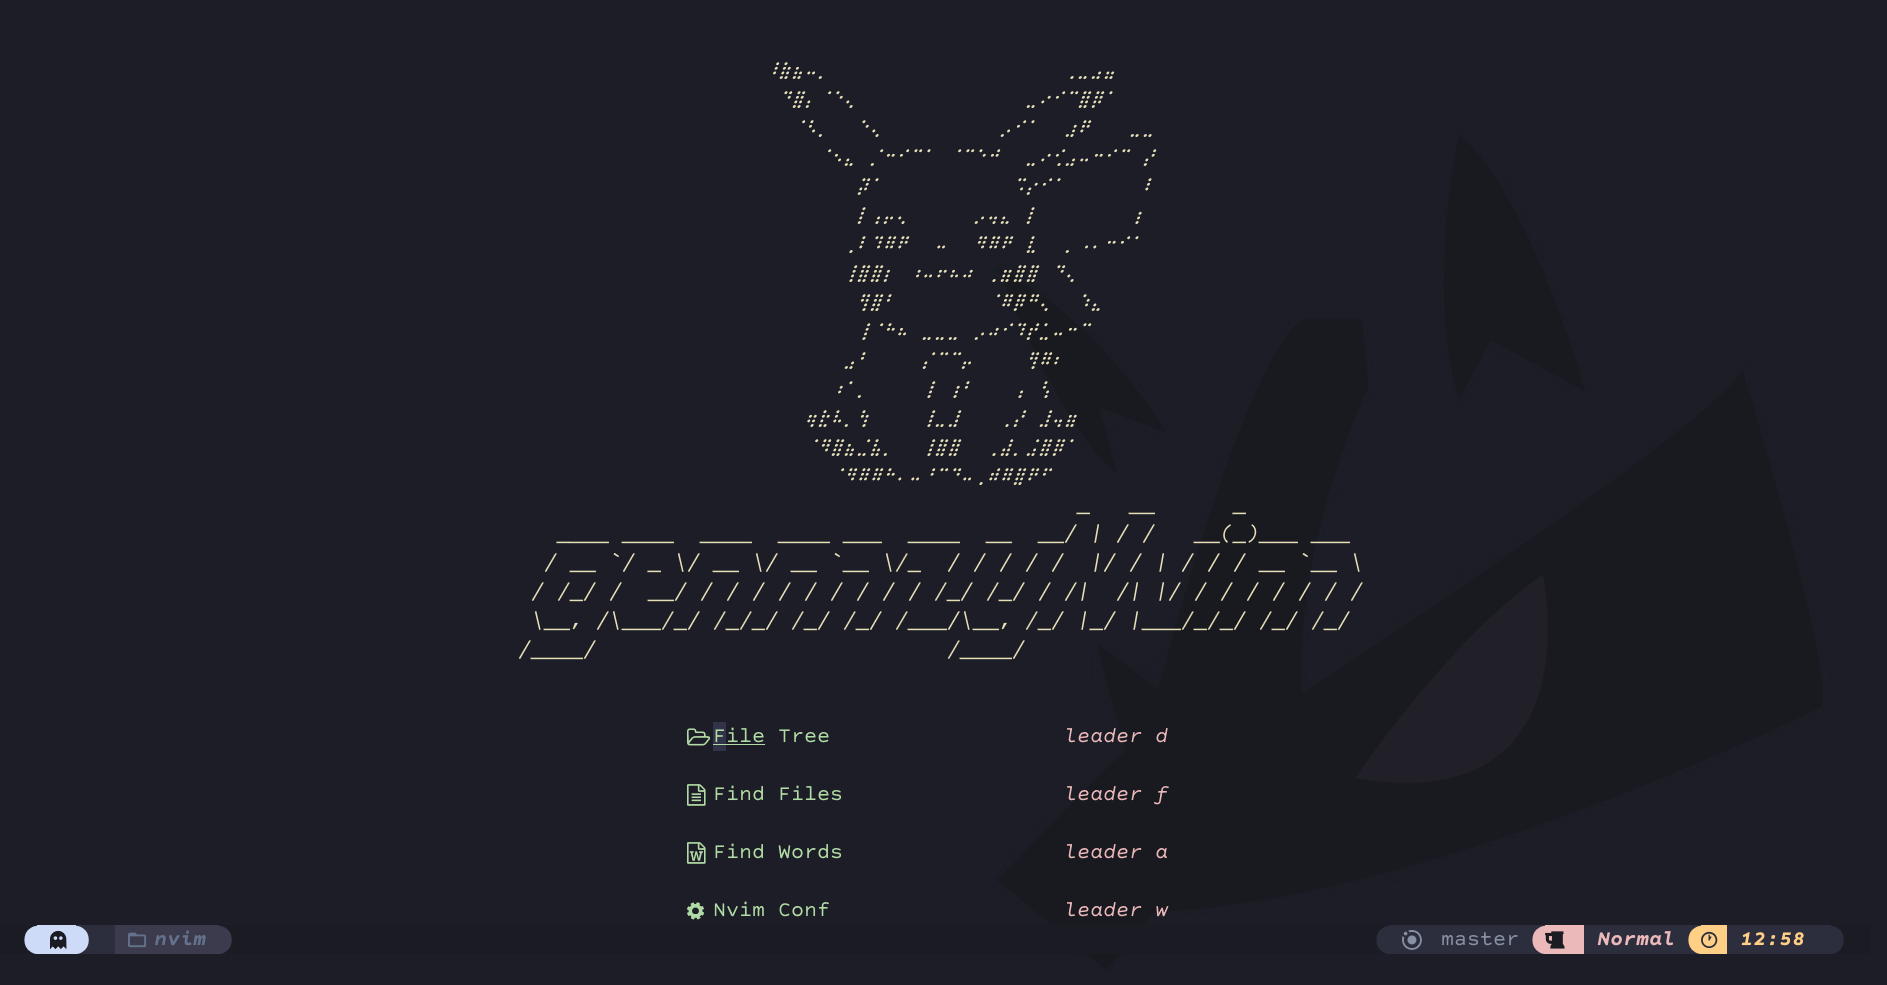 File Tree leader d
Find Files leader f
Find Words leader a
Nvim Conf leader w
nvim master Normal 12:58